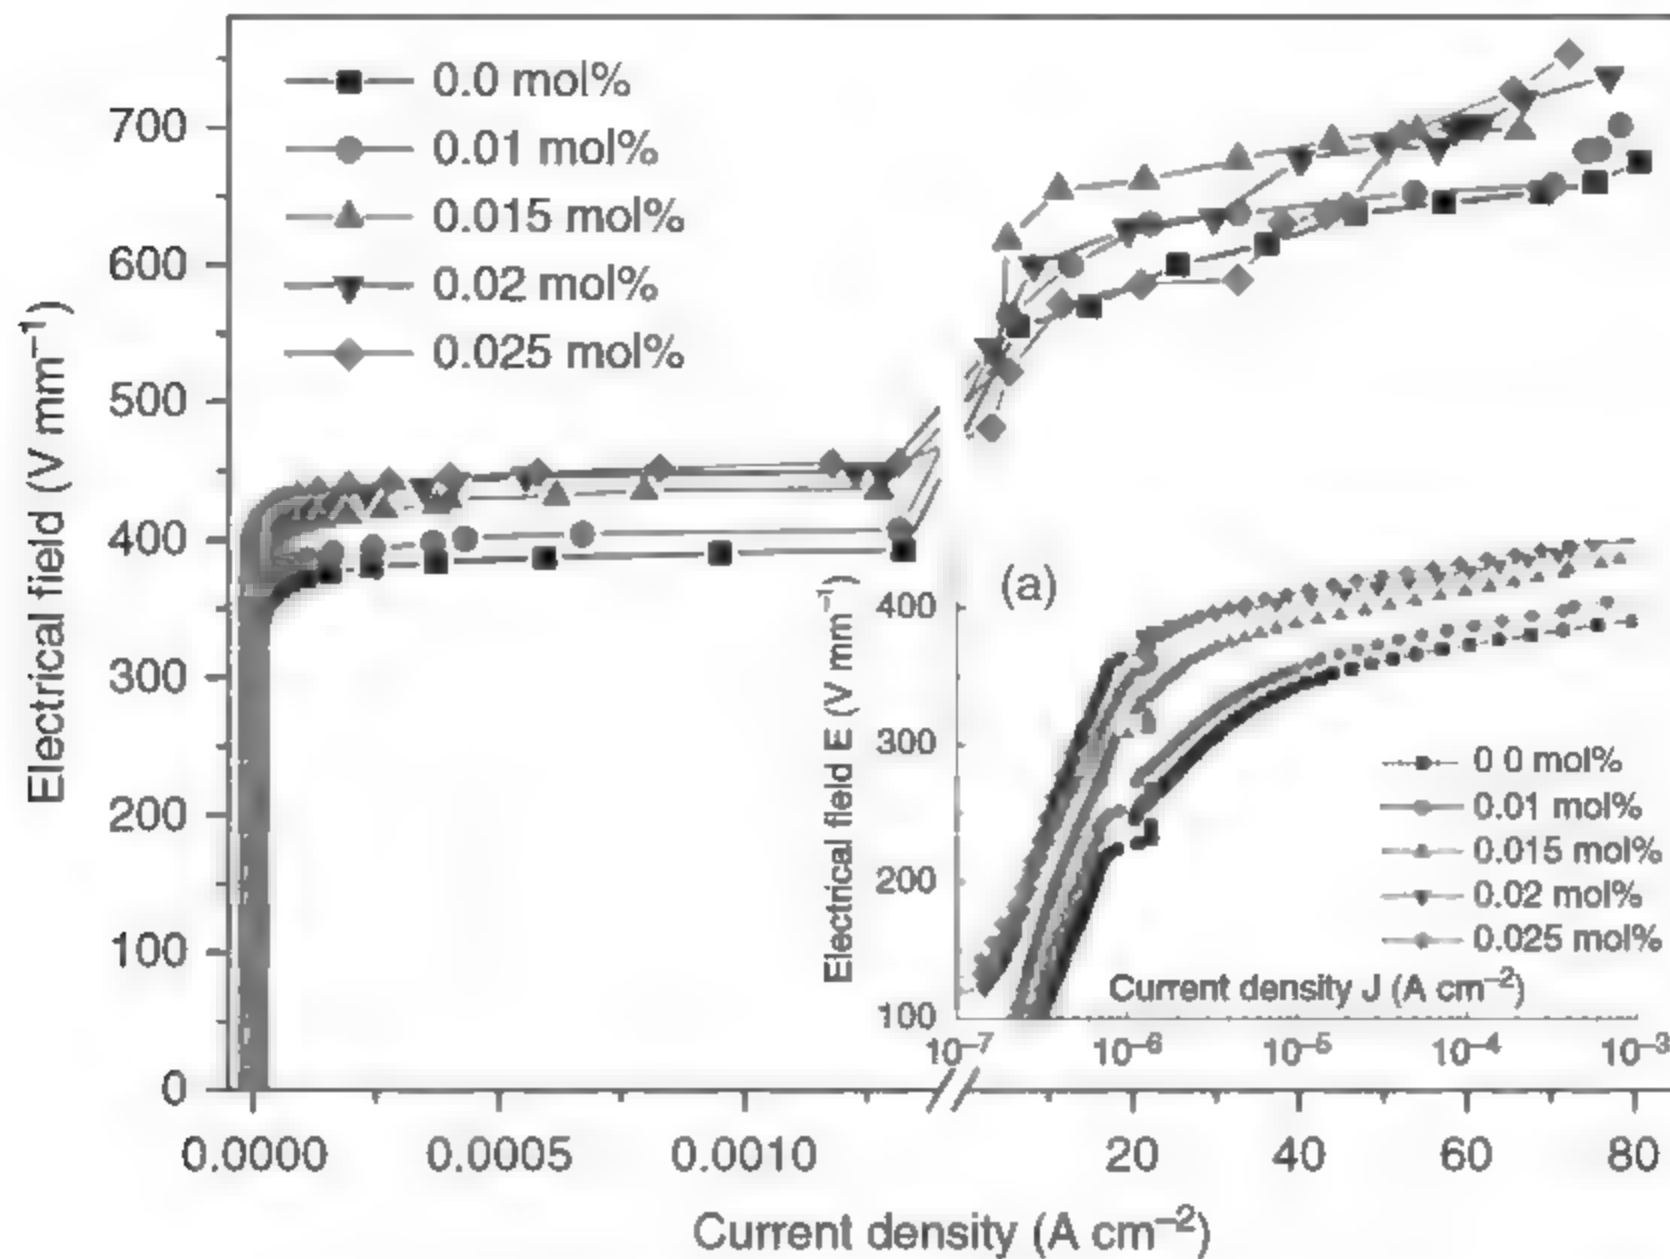 0.0 mol%
0.01 mol%
0.015 mol%
0.02 mol%
0.025 mol%
Electrical field (V mm⁻¹)
700
600
500
400
300
200
100
0
0.0000 0.0005 0.0010 20 40 60 80
Current density (A cm⁻²)
(a)
Electrical field E (V mm⁻¹)
400
300
200
100
0 0 mol%
0.01 mol%
0.015 mol%
0.02 mol%
0.025 mol%
Current density J (A cm⁻²)
10⁻⁷ 10⁻⁶ 10⁻⁵ 10⁻⁴ 10⁻³